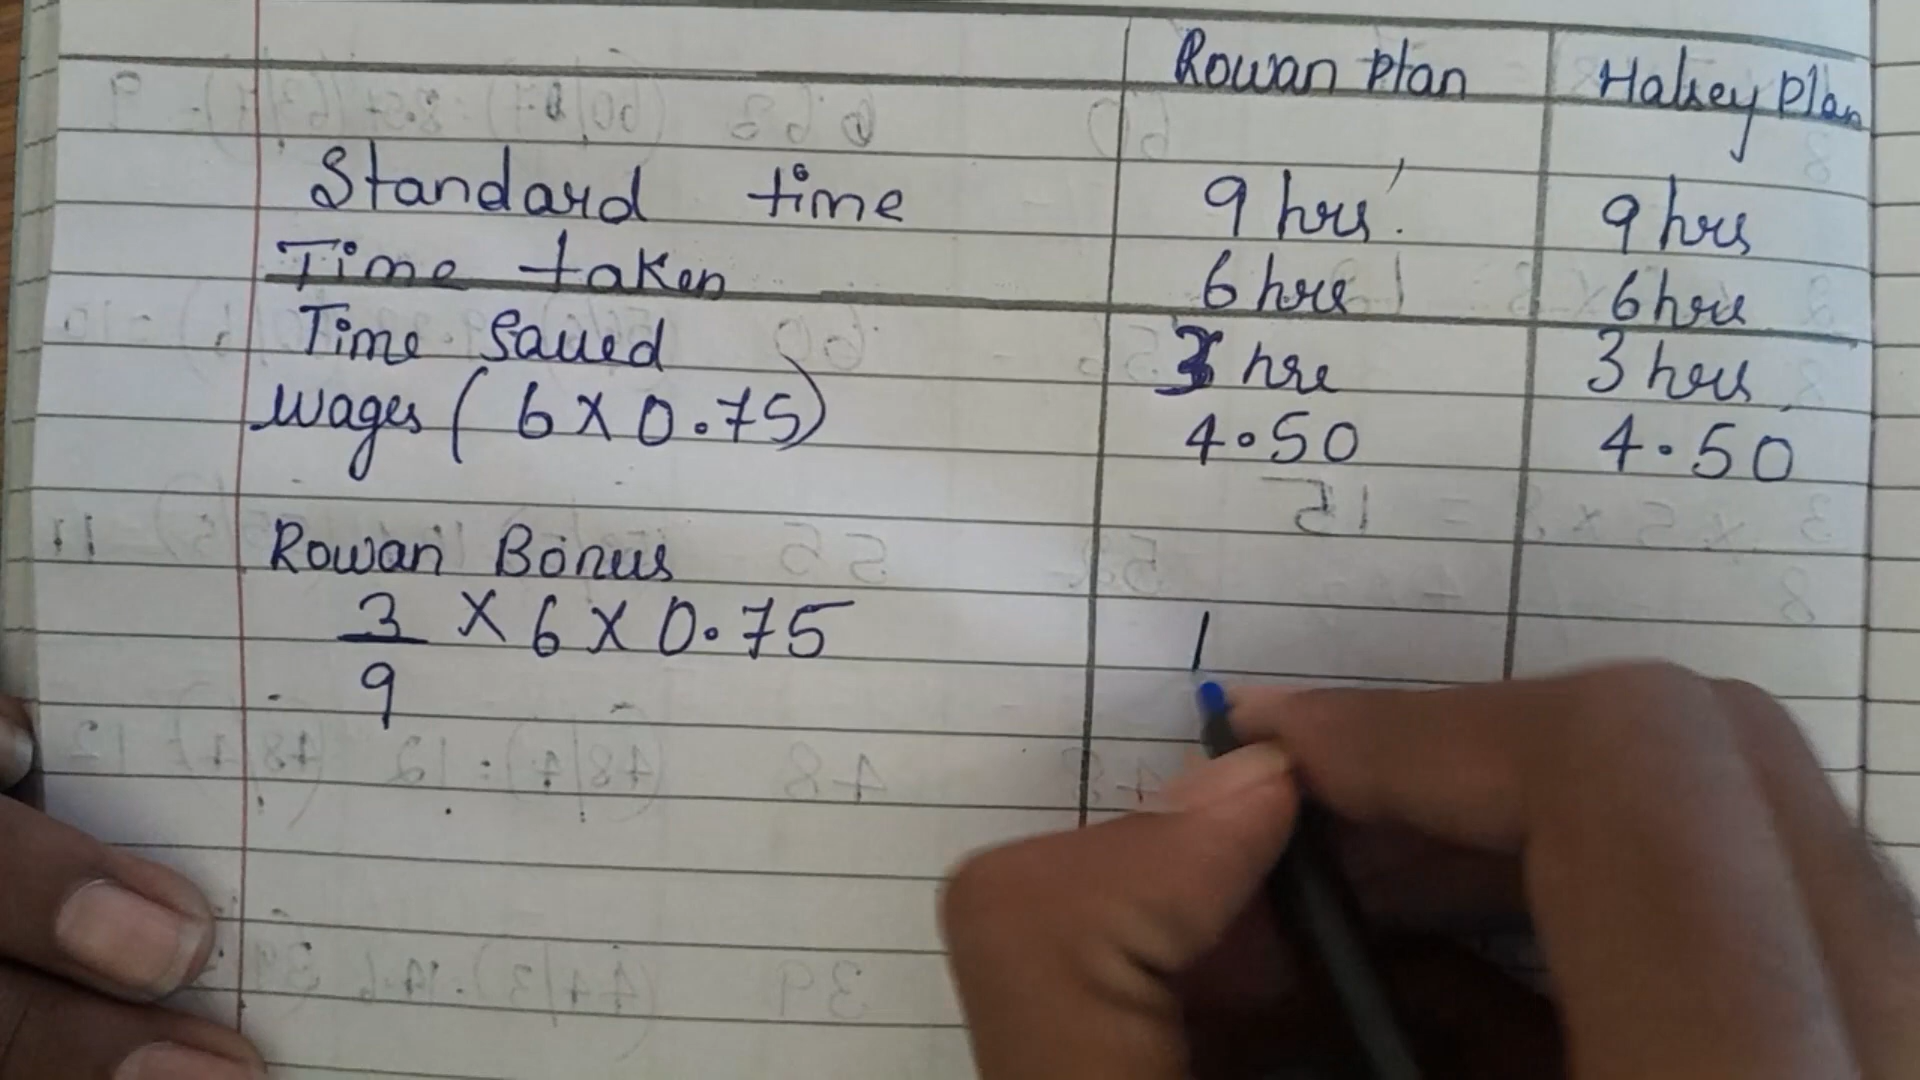 Rowan Plan Halsey Plan
Standard time 9 hrs. 9 hrs
Time taken 6 hrs 6 hrs
Time Saved 3 hrs 3 hrs
wages ( 6 X 0.75) 4.50 4.50
Rowan Bonus
3/9 X 6 X 0.75 1